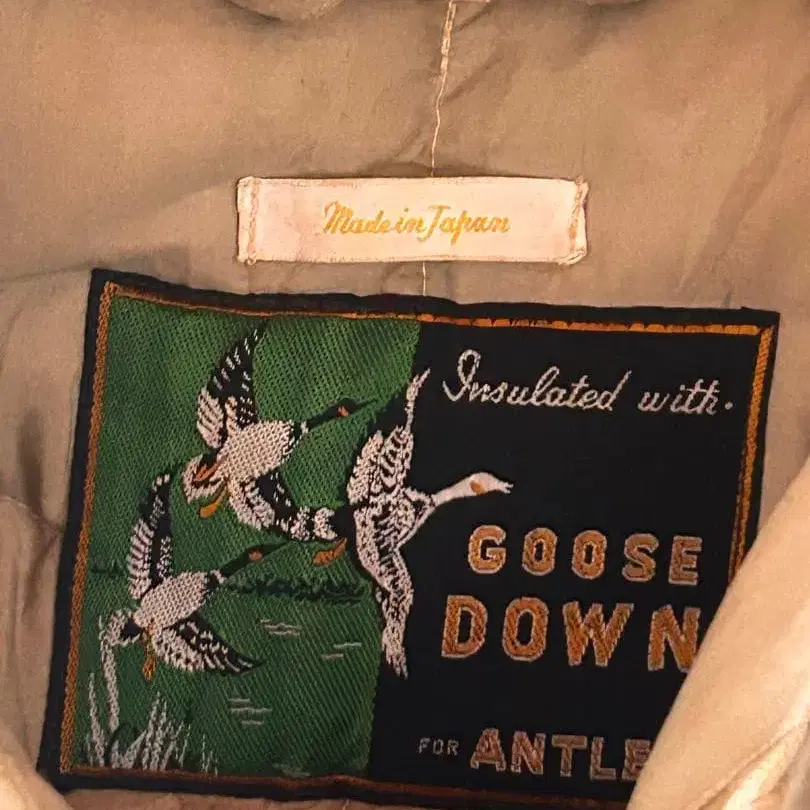 Made in Japan
Insulated with.
GOOSE
DOWN
FOR